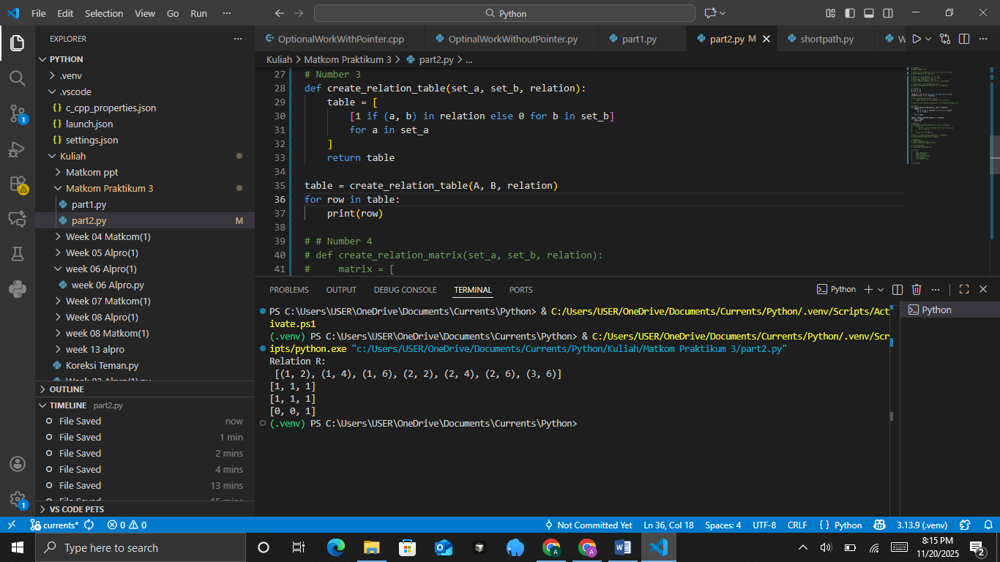 File Edit Selection View Go Run ···
Python
EXPLORER ···
PYTHON
.venv
.vscode
{} c_cpp_properties.json
{} launch.json
{} settings.json
Kuliah
Matkom ppt
Matkom Praktikum 3
part1.py
part2.py M
Week 04 Matkom(1)
Week 05 Alpro(1)
week 06 Alpro(1)
week 06 Alpro.py
Week 07 Matkom(1)
Week 08 Alpro(1)
week 08 Matkom(1)
week 13 alpro
Koreksi Teman.py
OUTLINE
TIMELINE part2.py
File Saved now
File Saved 1 min
File Saved 2 mins
File Saved 4 mins
File Saved 13 mins
VS CODE PETS
OptionalWorkWithPointer.cpp OptinalWorkWithoutPointer.py part1.py part2.py M shortpath.py W
Kuliah > Matkom Praktikum 3 > part2.py > ...
27 # Number 3
28 def create_relation_table(set_a, set_b, relation):
29 table = [
30 [1 if (a, b) in relation else 0 for b in set_b]
31 for a in set_a
32 ]
33 return table
34
35 table = create_relation_table(A, B, relation)
36 for row in table:
37 print(row)
38
39 # # Number 4
40 # def create_relation_matrix(set_a, set_b, relation):
41 # matrix = [
PROBLEMS OUTPUT DEBUG CONSOLE TERMINAL PORTS
Python
PS C:\Users\USER\OneDrive\Documents\Currents\Python> & C:/Users/USER/OneDrive/Documents/Currents/Python/.venv/Scripts/Act
ivate.ps1
(.venv) PS C:\Users\USER\OneDrive\Documents\Currents\Python> & C:/Users/USER/OneDrive/Documents/Currents/Python/.venv/Scr
ipts/python.exe "c:/Users/USER/OneDrive/Documents/Currents/Python/Kuliah/Matkom Praktikum 3/part2.py"
Relation R:
[(1, 2), (1, 4), (1, 6), (2, 2), (2, 4), (2, 6), (3, 6)]
[1, 1, 1]
[1, 1, 1]
[0, 0, 1]
(.venv) PS C:\Users\USER\OneDrive\Documents\Currents\Python>
Python
1
1
currents* 0 0
Not Committed Yet Ln 36, Col 18 Spaces: 4 UTF-8 CRLF {} Python 3.13.9 (.venv)
Type here to search
A
A
8:15 PM
11/20/2025
2